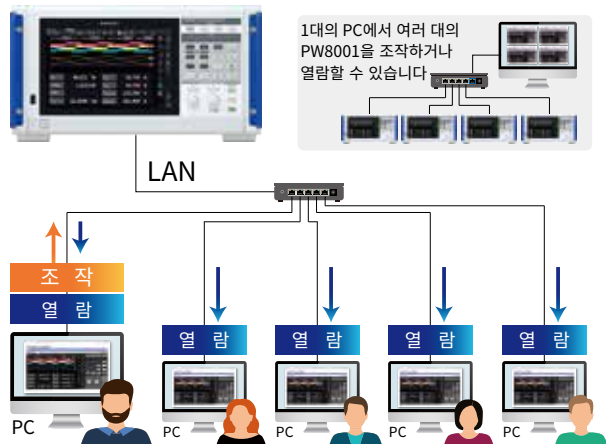 1대의 PC에서 여러 대의
PW8001을 조작하거나
열람할 수 있습니다
LAN
조 작
열 람
열 람
열 람
열 람
열 람
PC
PC
PC
PC
PC